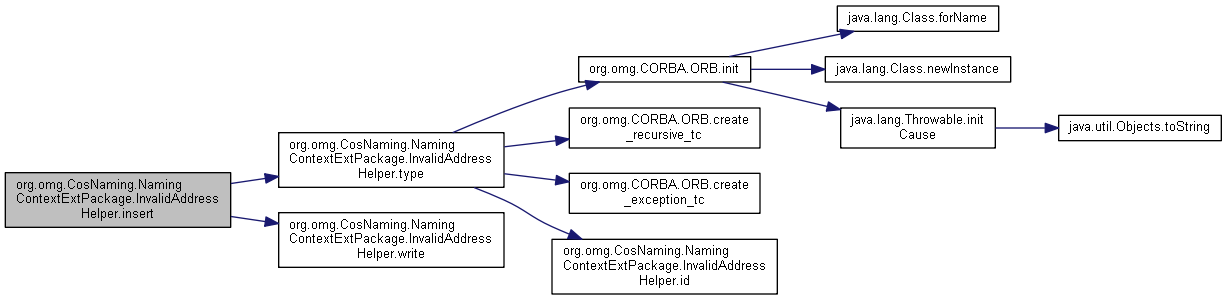 org.omg.CosNaming.Naming
ContextExtPackage.InvalidAddress
Helper.insert
org.omg.CosNaming.Naming
ContextExtPackage.InvalidAddress
Helper.type
org.omg.CosNaming.Naming
ContextExtPackage.InvalidAddress
Helper.write
org.omg.CORBA.ORB.init
org.omg.CORBA.ORB.create
_recursive_tc
org.omg.CORBA.ORB.create
_exception_tc
org.omg.CosNaming.Naming
ContextExtPackage.InvalidAddress
Helper.id
java.lang.Class.forName
java.lang.Class.newInstance
java.lang.Throwable.init
Cause
java.util.Objects.toString